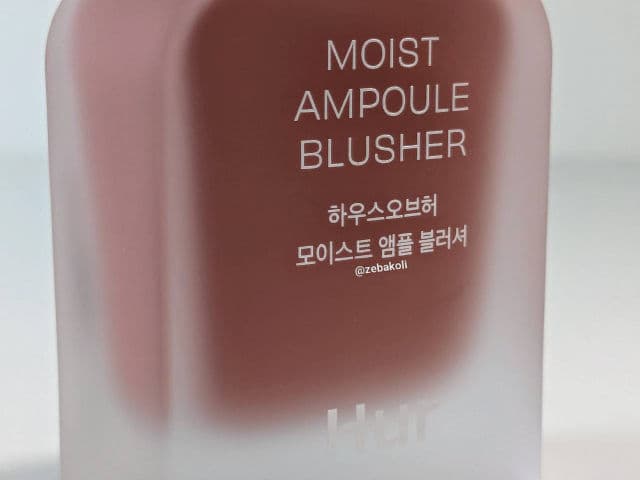 MOIST
AMPOULE
BLUSHER
하우스오브허
모이스트 앰플 블러셔
@zebakoli
Hur